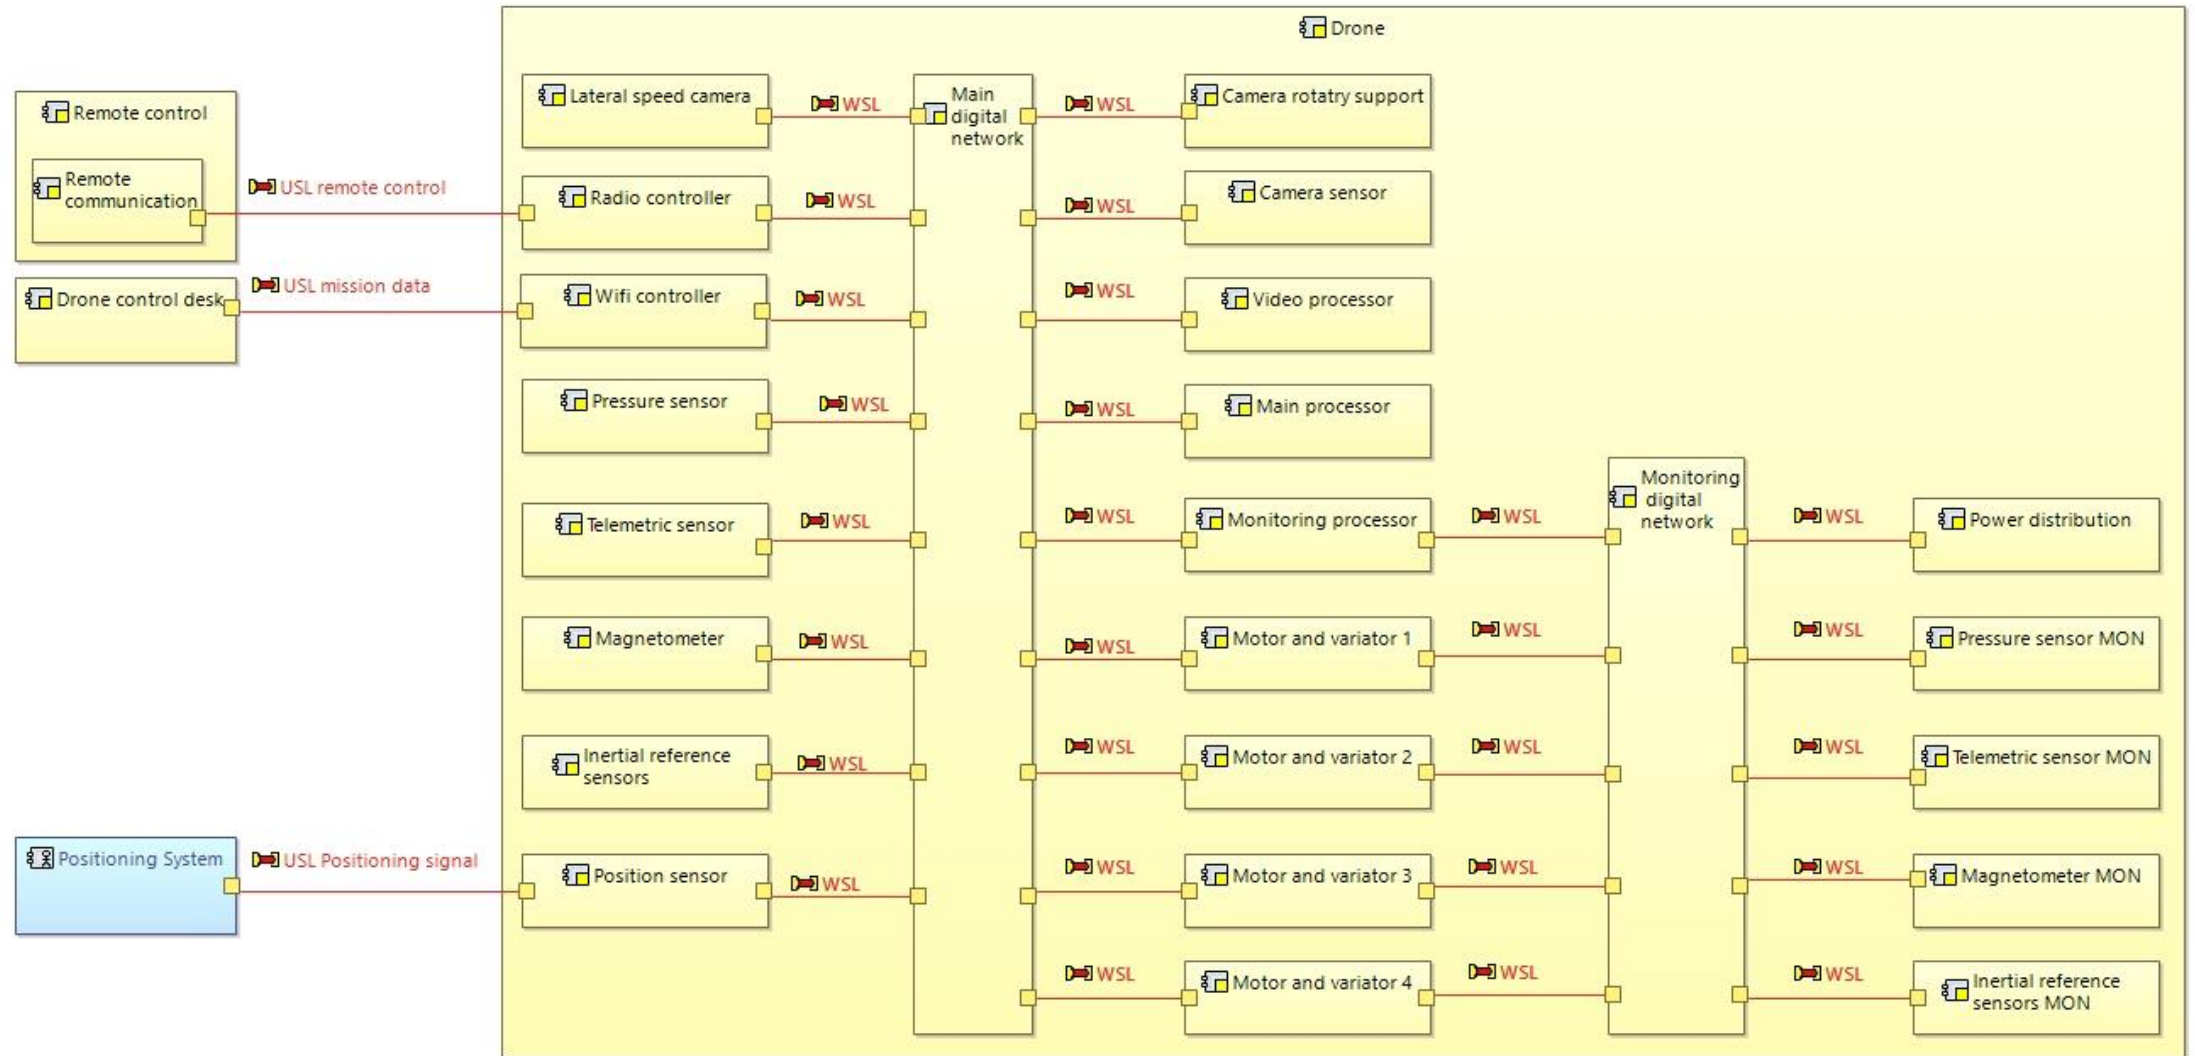 Drone
Remote control
Remote
communication
USL remote control
Drone control desk
USL mission data
Positioning System
USL Positioning signal
Lateral speed camera
WSL
Radio controller
WSL
Wifi controller
WSL
Pressure sensor
WSL
Telemetric sensor
WSL
Magnetometer
WSL
Inertial reference
sensors
WSL
Position sensor
WSL
Main
digital
network
WSL
Camera rotatry support
WSL
Camera sensor
WSL
Video processor
WSL
Main processor
WSL
Monitoring processor
WSL
WSL
Motor and variator 1
WSL
WSL
Motor and variator 2
WSL
WSL
Motor and variator 3
WSL
WSL
Motor and variator 4
WSL
Monitoring
digital
network
WSL
Power distribution
WSL
Pressure sensor MON
WSL
Telemetric sensor MON
WSL
Magnetometer MON
WSL
Inertial reference
sensors MON